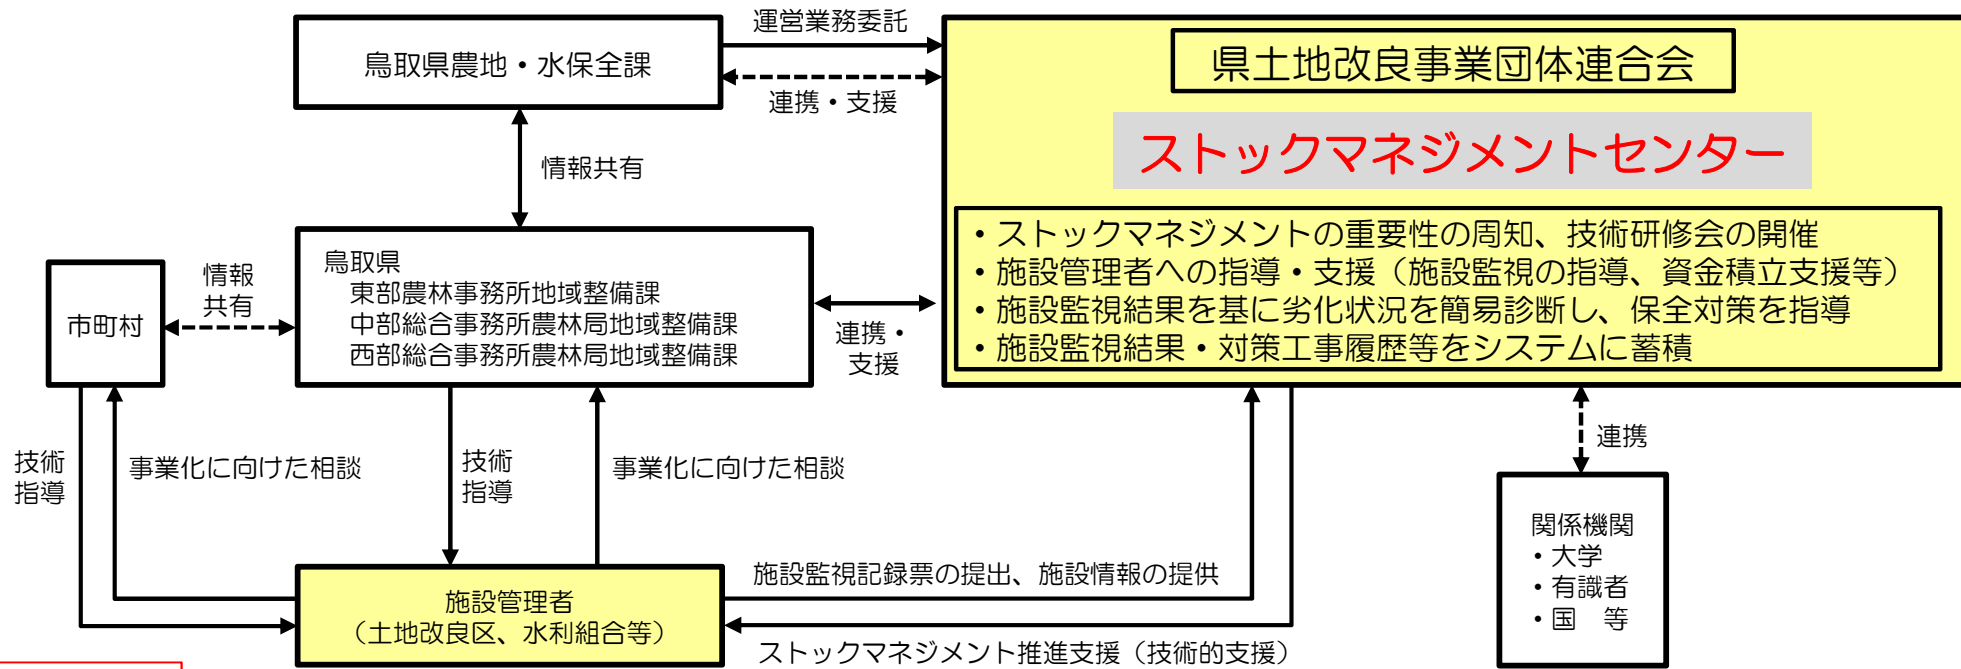 運営業務委託
鳥取県農地・水保全課
連携・支援
県土地改良事業団体連合会
ストックマネジメントセンター
情報共有
・ストックマネジメントの重要性の周知、技術研修会の開催
・施設管理者への指導・支援（施設監視の指導、資金積立支援等）
・施設監視結果を基に劣化状況を簡易診断し、保全対策を指導
・施設監視結果・対策工事履歴等をシステムに蓄積
市町村
情報
共有
鳥取県
東部農林事務所地域整備課
中部総合事務所農林局地域整備課
西部総合事務所農林局地域整備課
連携・
支援
技術
指導
事業化に向けた相談
技術
指導
事業化に向けた相談
連携
関係機関
・大学
・有識者
・国　等
施設監視記録票の提出、施設情報の提供
施設管理者
（土地改良区、水利組合等）
ストックマネジメント推進支援（技術的支援）